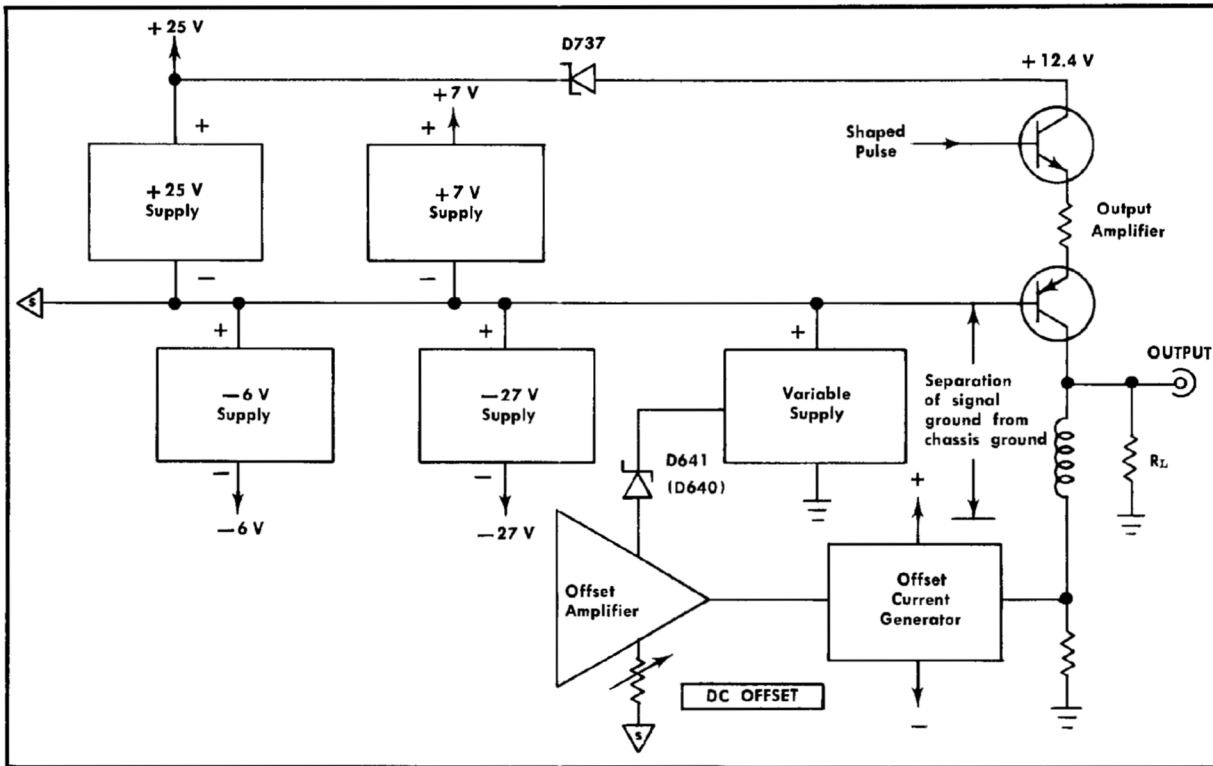 +25 V
D737
+12.4 V
+7 V
+
+
Shaped
Pulse
+25 V
Supply
+7 V
Supply
Output
Amplifier
−
−
s
+
+
+
OUTPUT
−6 V
Supply
−27 V
Supply
Variable
Supply
Separation
of signal
ground from
chassis ground
D641
(D640)
RL
−
−
+
−6 V
−27 V
Offset
Amplifier
Offset
Current
Generator
DC OFFSET
s
−